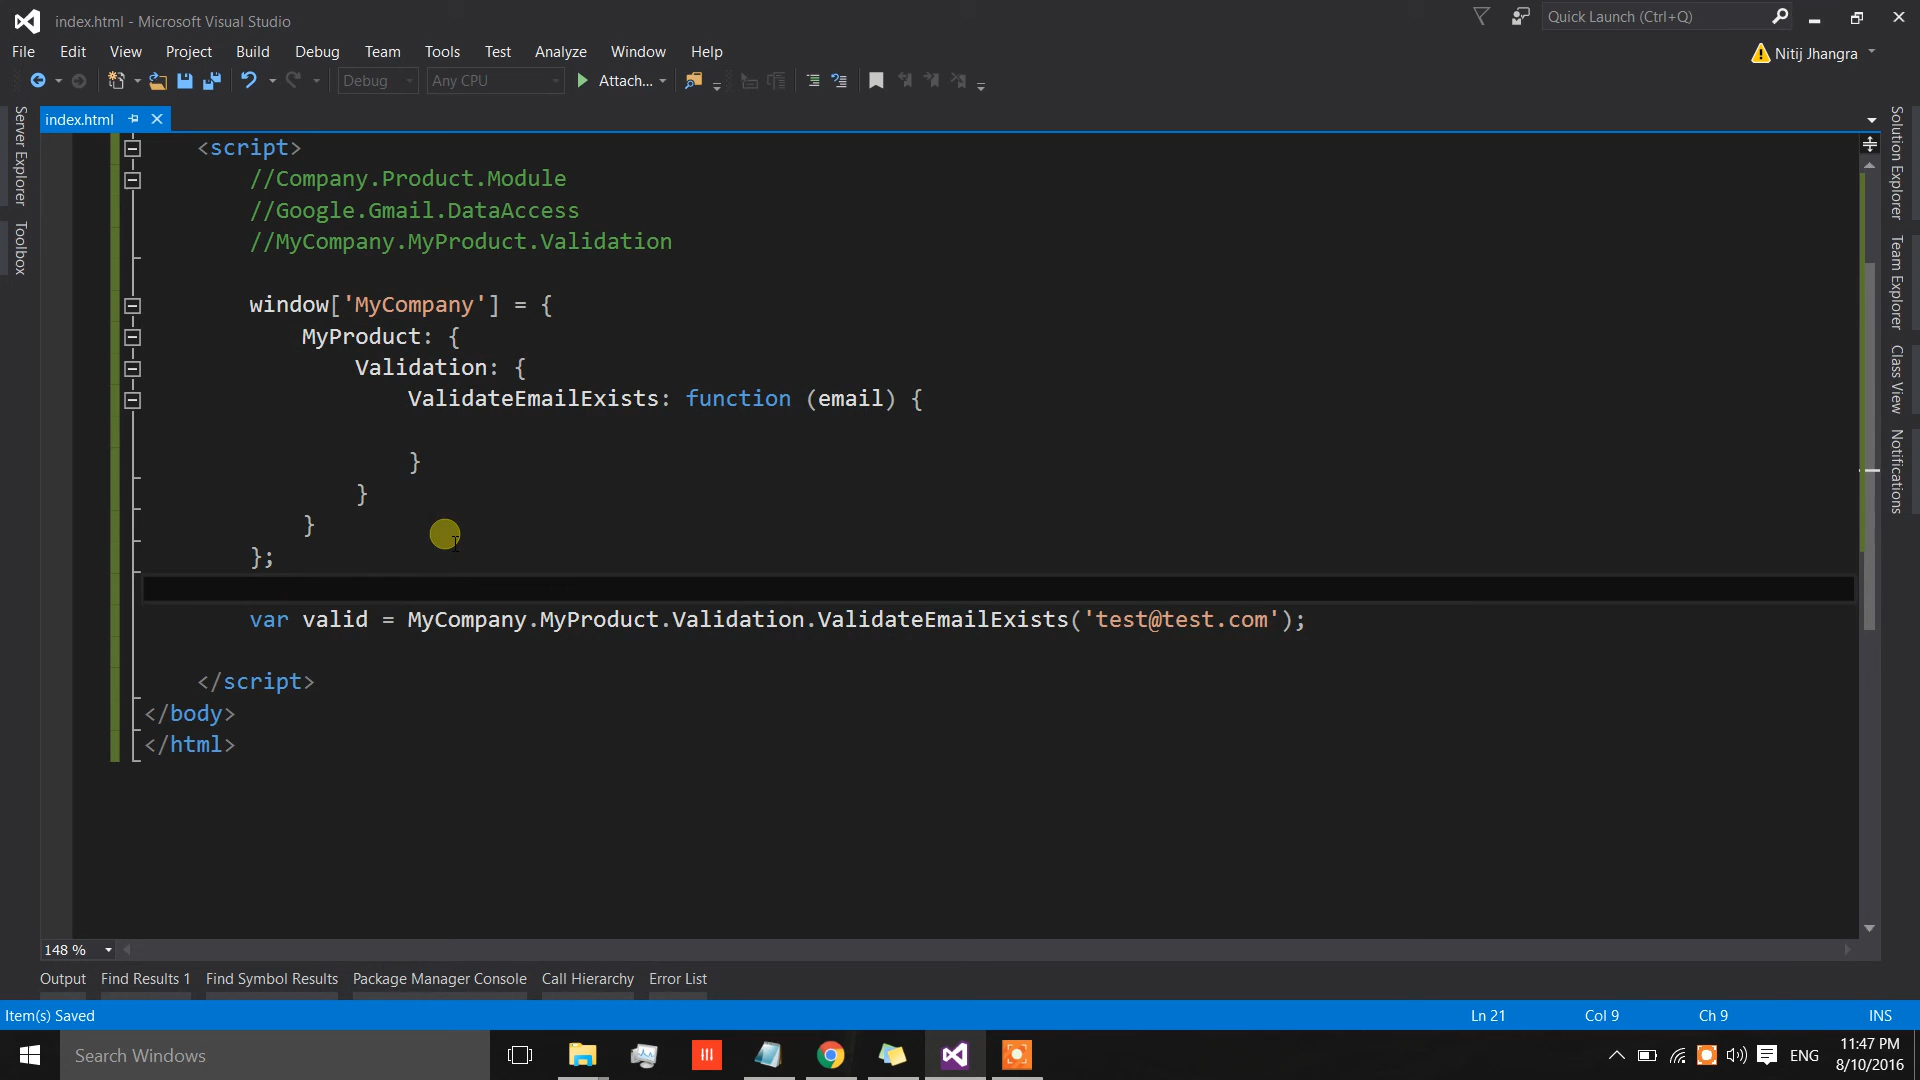 index.html - Microsoft Visual Studio
Quick Launch (Ctrl+Q)
File Edit View Project Build Debug Team Tools Test Analyze Window Help
Nitij Jhangra
Debug Any CPU Attach...
index.html
Server Explorer
Toolbox
Solution Explorer
Team Explorer
Class View
Notifications
<script>
//Company.Product.Module
//Google.Gmail.DataAccess
//MyCompany.MyProduct.Validation
window['MyCompany'] = {
MyProduct: {
Validation: {
ValidateEmailExists: function (email) {
}
}
}
};
var valid = MyCompany.MyProduct.Validation.ValidateEmailExists('test@test.com');
</script>
</body>
</html>
148 %
Output Find Results 1 Find Symbol Results Package Manager Console Call Hierarchy Error List
Item(s) Saved Ln 21 Col 9 Ch 9 INS
Search Windows
ENG
11:47 PM
8/10/2016